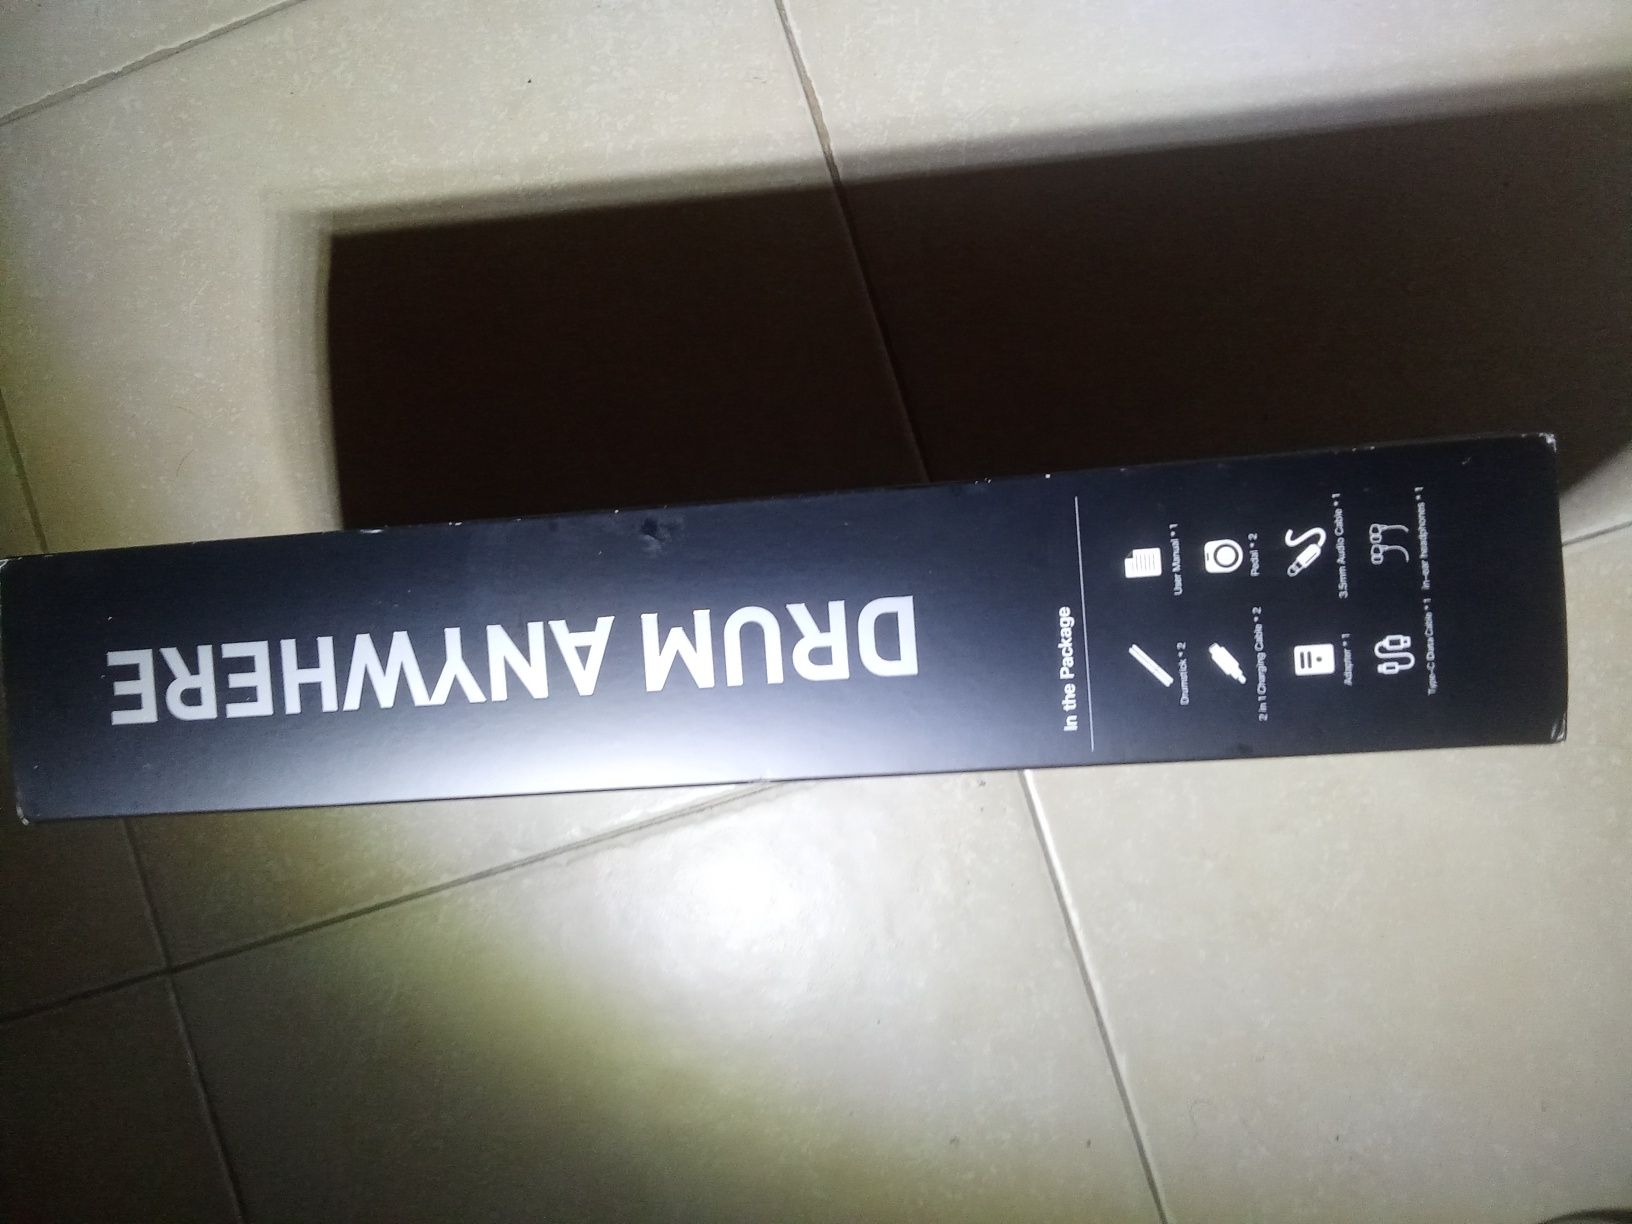 DRUM ANYWHERE
In the Package
Drumstick * 2
User Manual * 1
2 in 1 Charging Cable * 2
Pedal * 2
Adapter * 1
3.5mm Audio Cable * 1
Type-C Data Cable * 1
in-ear headphones * 1